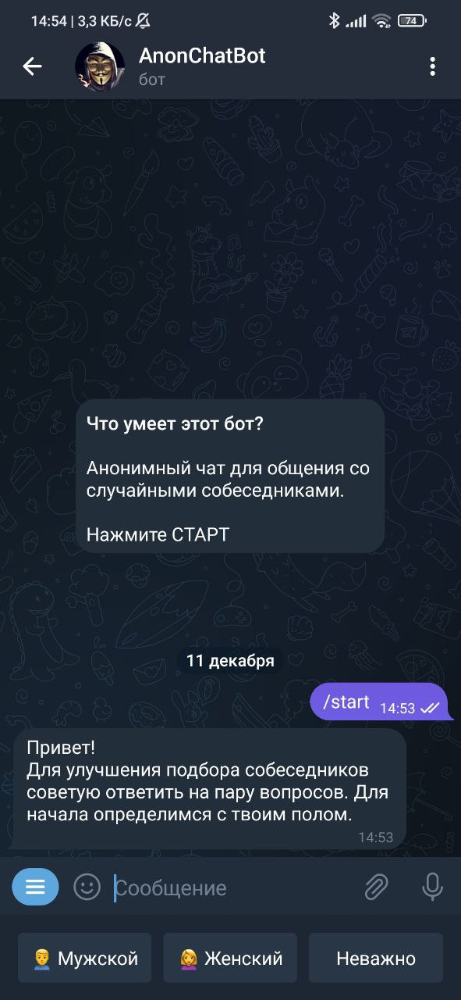 14:54 | 3,3 КБ/с
74
AnonChatBot
бот
Что умеет этот бот?
Анонимный чат для общения со
случайными собеседниками.
Нажмите СТАРТ
11 декабря
/start 14:53
Привет!
Для улучшения подбора собеседников
советую ответить на пару вопросов. Для
начала определимся с твоим полом.
14:53
Сообщение
Мужской
Женский
Неважно